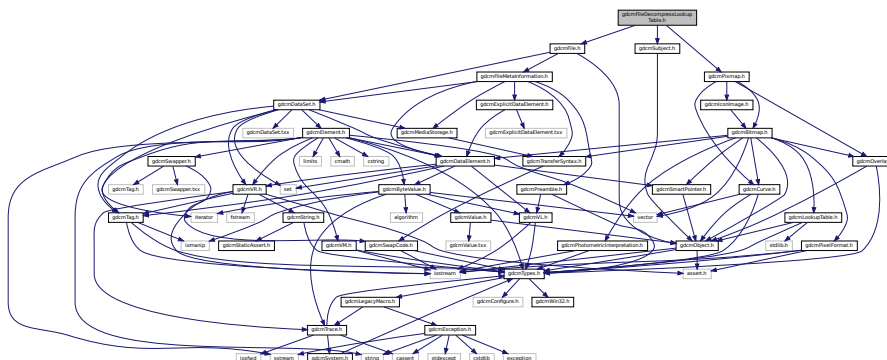 gdcmFileDecompressLookup
Table.h
gdcmFile.h
gdcmSubject.h
gdcmFileMetaInformation.h
gdcmPixmap.h
gdcmDataSet.h
gdcmExplicitDataElement.h
gdcmIconImage.h
gdcmDataSet.txx
gdcmElement.h
gdcmMediaStorage.h
gdcmExplicitDataElement.txx
gdcmBitmap.h
gdcmSwapper.h
limits
cmath
cstring
gdcmDataElement.h
gdcmTransferSyntax.h
gdcmOverlay
gdcmTag.h
gdcmSwapper.txx
gdcmVR.h
set
gdcmByteValue.h
gdcmPreamble.h
gdcmSmartPointer.h
gdcmCurve.h
gdcmTag.h
iterator
fstream
gdcmString.h
algorithm
gdcmValue.h
gdcmVL.h
vector
gdcmLookupTable.h
iomanip
gdcmStaticAssert.h
gdcmVM.h
gdcmSwapCode.h
gdcmValue.txx
gdcmPhotometricInterpretation.h
gdcmObject.h
stdlib.h
gdcmPixelFormat.h
iostream
gdcmTypes.h
assert.h
gdcmLegacyMacro.h
gdcmConfigure.h
gdcmWin32.h
gdcmTrace.h
gdcmException.h
iosfwd
sstream
gdcmSystem.h
string
cassert
stdexcept
cstdlib
exception